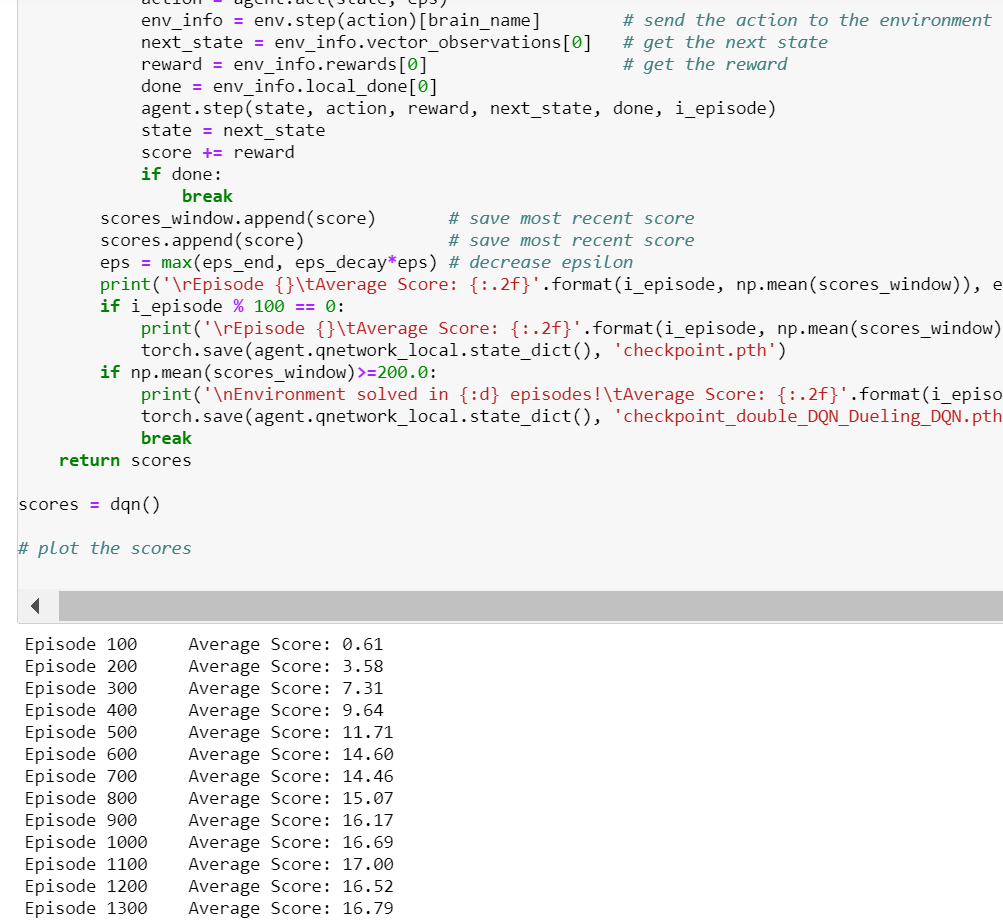 action = agent.act(state, eps)
env_info = env.step(action)[brain_name] # send the action to the environment
next_state = env_info.vector_observations[0] # get the next state
reward = env_info.rewards[0] # get the reward
done = env_info.local_done[0]
agent.step(state, action, reward, next_state, done, i_episode)
state = next_state
score += reward
if done:
break
scores_window.append(score) # save most recent score
scores.append(score) # save most recent score
eps = max(eps_end, eps_decay*eps) # decrease epsilon
print('\rEpisode {}\tAverage Score: {:.2f}'.format(i_episode, np.mean(scores_window)), e
if i_episode % 100 == 0:
print('\rEpisode {}\tAverage Score: {:.2f}'.format(i_episode, np.mean(scores_window)
torch.save(agent.qnetwork_local.state_dict(), 'checkpoint.pth')
if np.mean(scores_window)>=200.0:
print('\nEnvironment solved in {:d} episodes!\tAverage Score: {:.2f}'.format(i_episo
torch.save(agent.qnetwork_local.state_dict(), 'checkpoint_double_DQN_Dueling_DQN.pth
break
return scores
scores = dqn()
# plot the scores
Episode 100 Average Score: 0.61
Episode 200 Average Score: 3.58
Episode 300 Average Score: 7.31
Episode 400 Average Score: 9.64
Episode 500 Average Score: 11.71
Episode 600 Average Score: 14.60
Episode 700 Average Score: 14.46
Episode 800 Average Score: 15.07
Episode 900 Average Score: 16.17
Episode 1000 Average Score: 16.69
Episode 1100 Average Score: 17.00
Episode 1200 Average Score: 16.52
Episode 1300 Average Score: 16.79